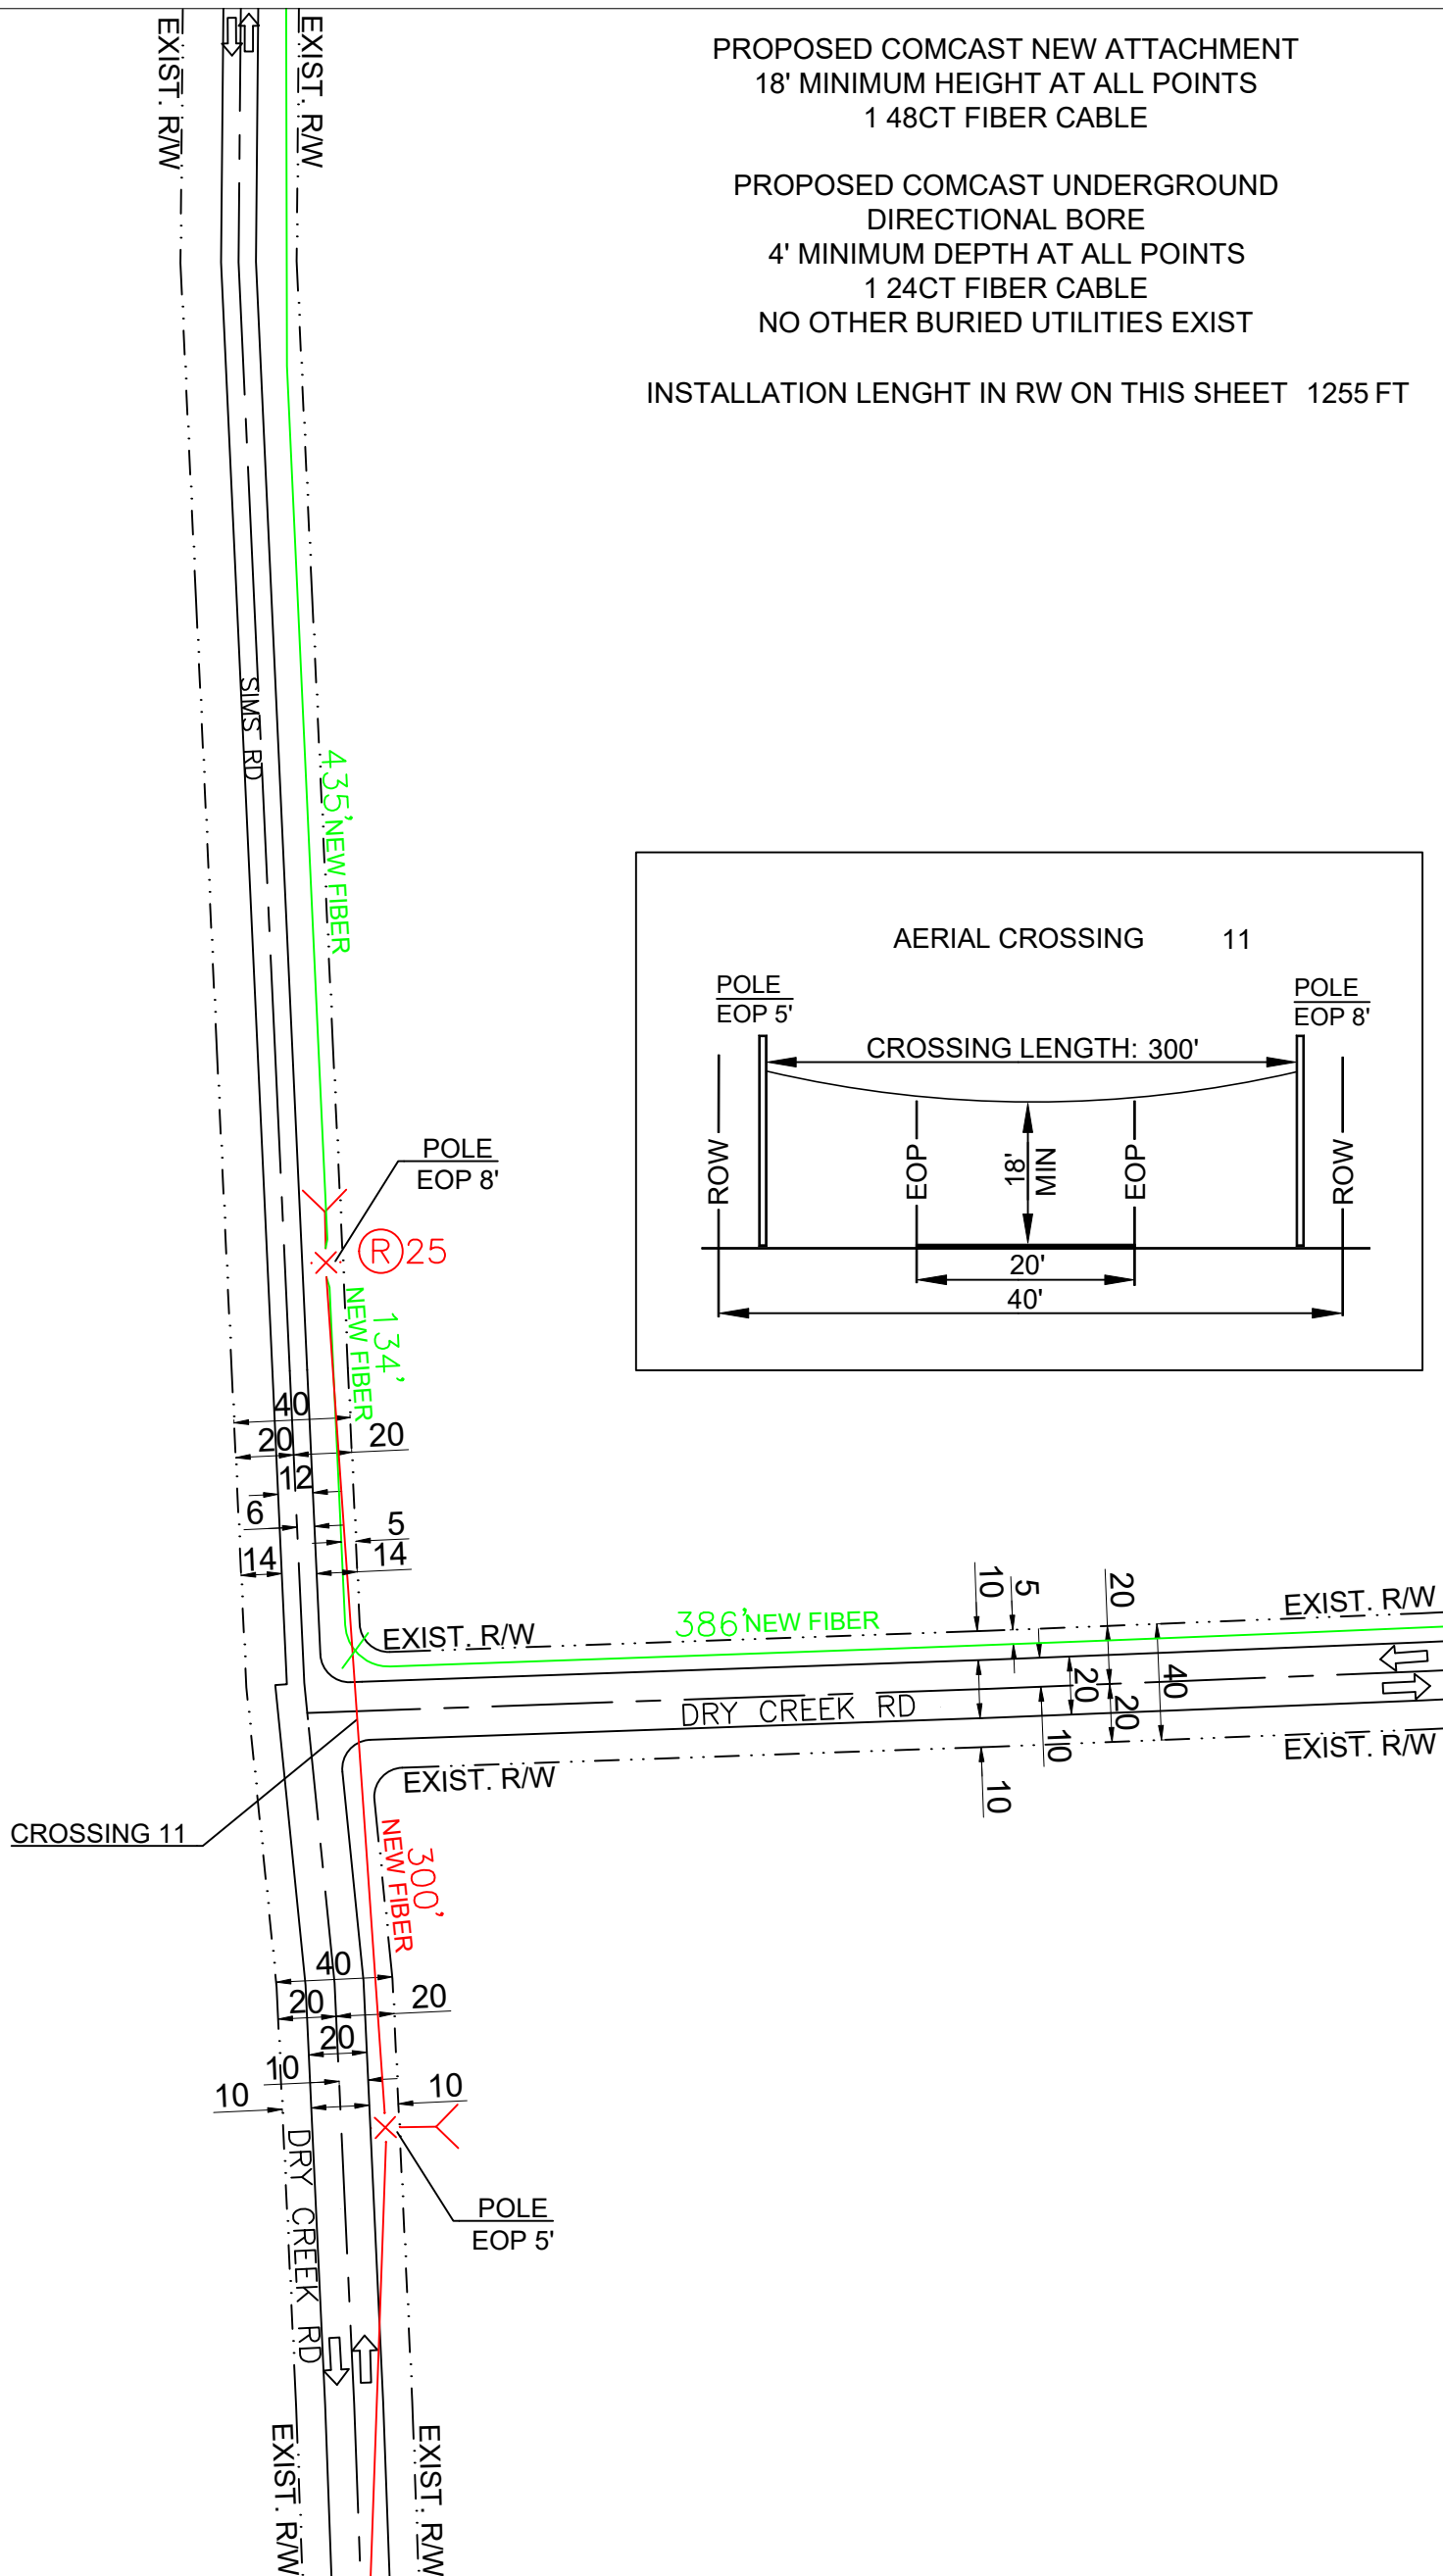 EXIST. R/W
EXIST. R/W
PROPOSED COMCAST NEW ATTACHMENT
18' MINIMUM HEIGHT AT ALL POINTS
1 48CT FIBER CABLE
PROPOSED COMCAST UNDERGROUND
DIRECTIONAL BORE
4' MINIMUM DEPTH AT ALL POINTS
1 24CT FIBER CABLE
NO OTHER BURIED UTILITIES EXIST
INSTALLATION LENGHT IN RW ON THIS SHEET 1255 FT
SIMS RD
435' NEW FIBER
AERIAL CROSSING 11
POLE
EOP 5'
POLE
EOP 8'
CROSSING LENGTH: 300'
ROW
EOP
18'
MIN
EOP
ROW
20'
40'
POLE
EOP 8'
R 25
134'
NEW FIBER
40
20
20
12
6
5
14
14
EXIST. R/W
386' NEW FIBER
10
5
20
EXIST. R/W
DRY CREEK RD
20
40
20
10
10
EXIST. R/W
EXIST. R/W
CROSSING 11
300'
NEW FIBER
40
20
20
20
10
10
10
DRY CREEK RD
POLE
EOP 5'
EXIST. R/W
EXIST. R/W